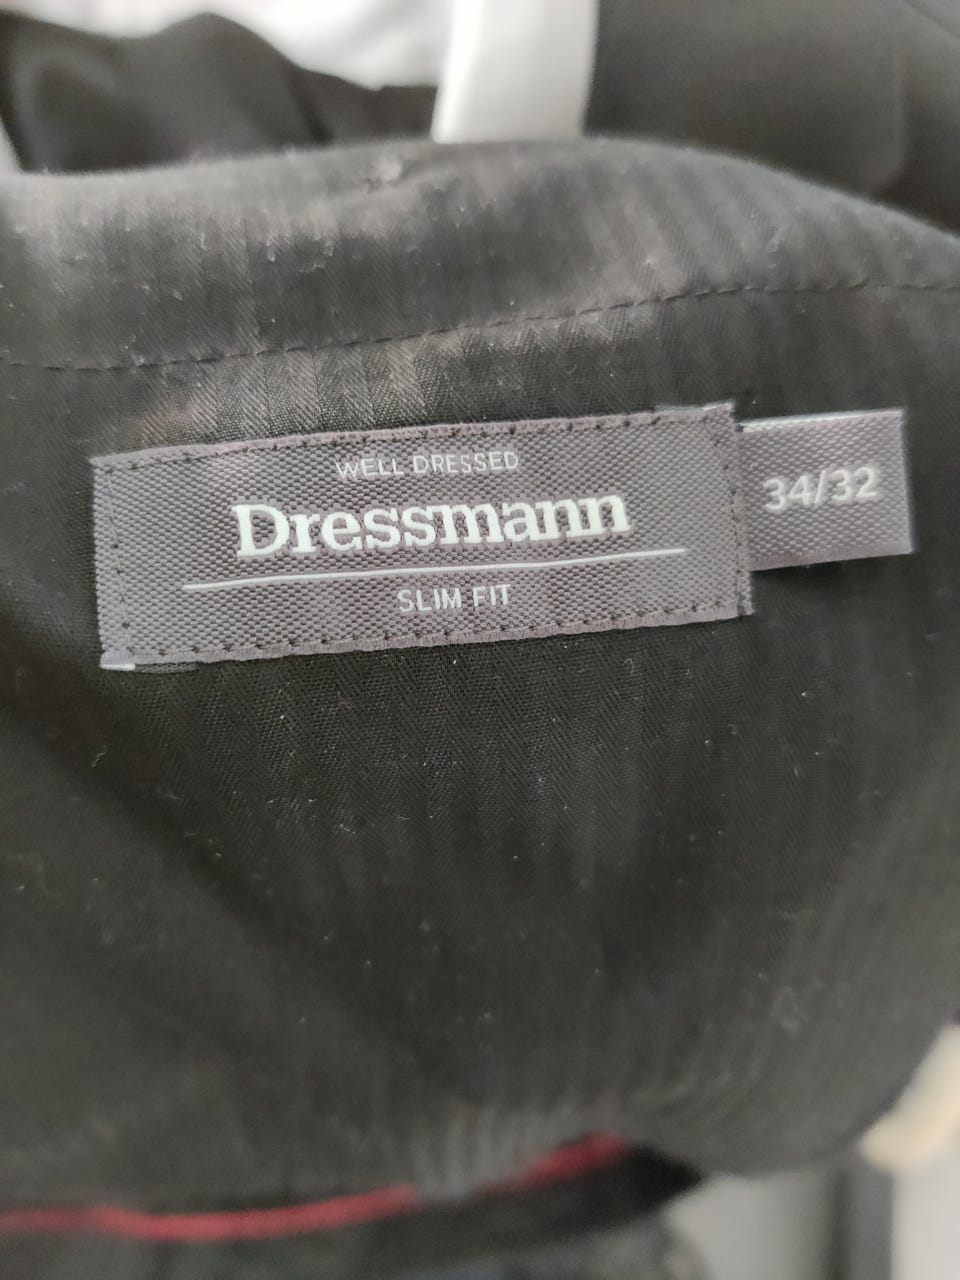 WELL DRESSED
Dressmann
SLIM FIT
34/32